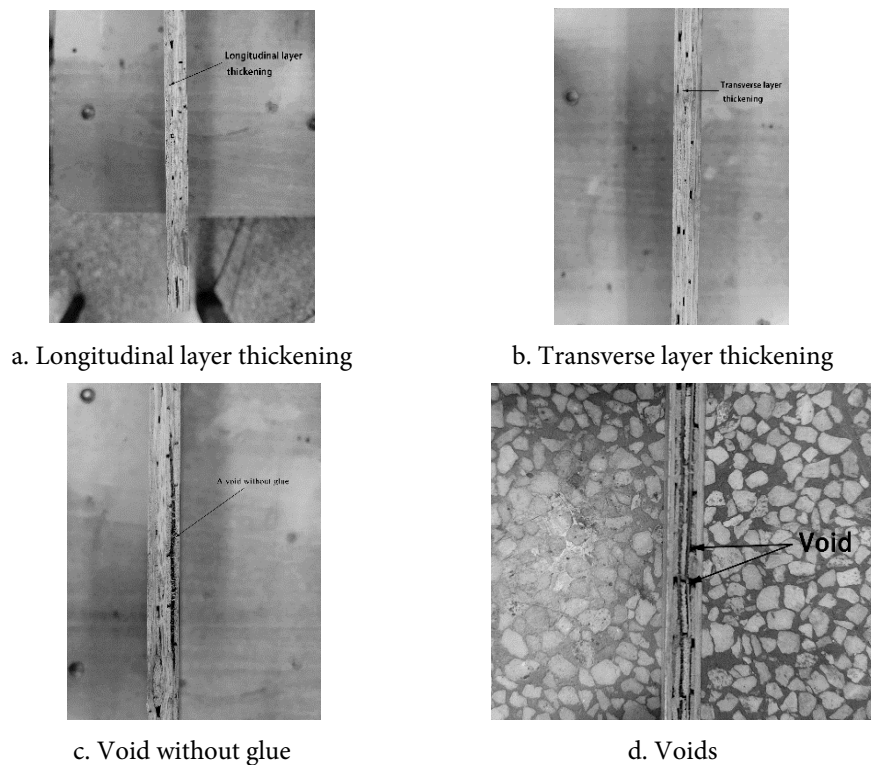 Longitudinal layer
thickening
Transverse layer
thickening
a. Longitudinal layer thickening
b. Transverse layer thickening
A void without glue
Void
c. Void without glue
d. Voids